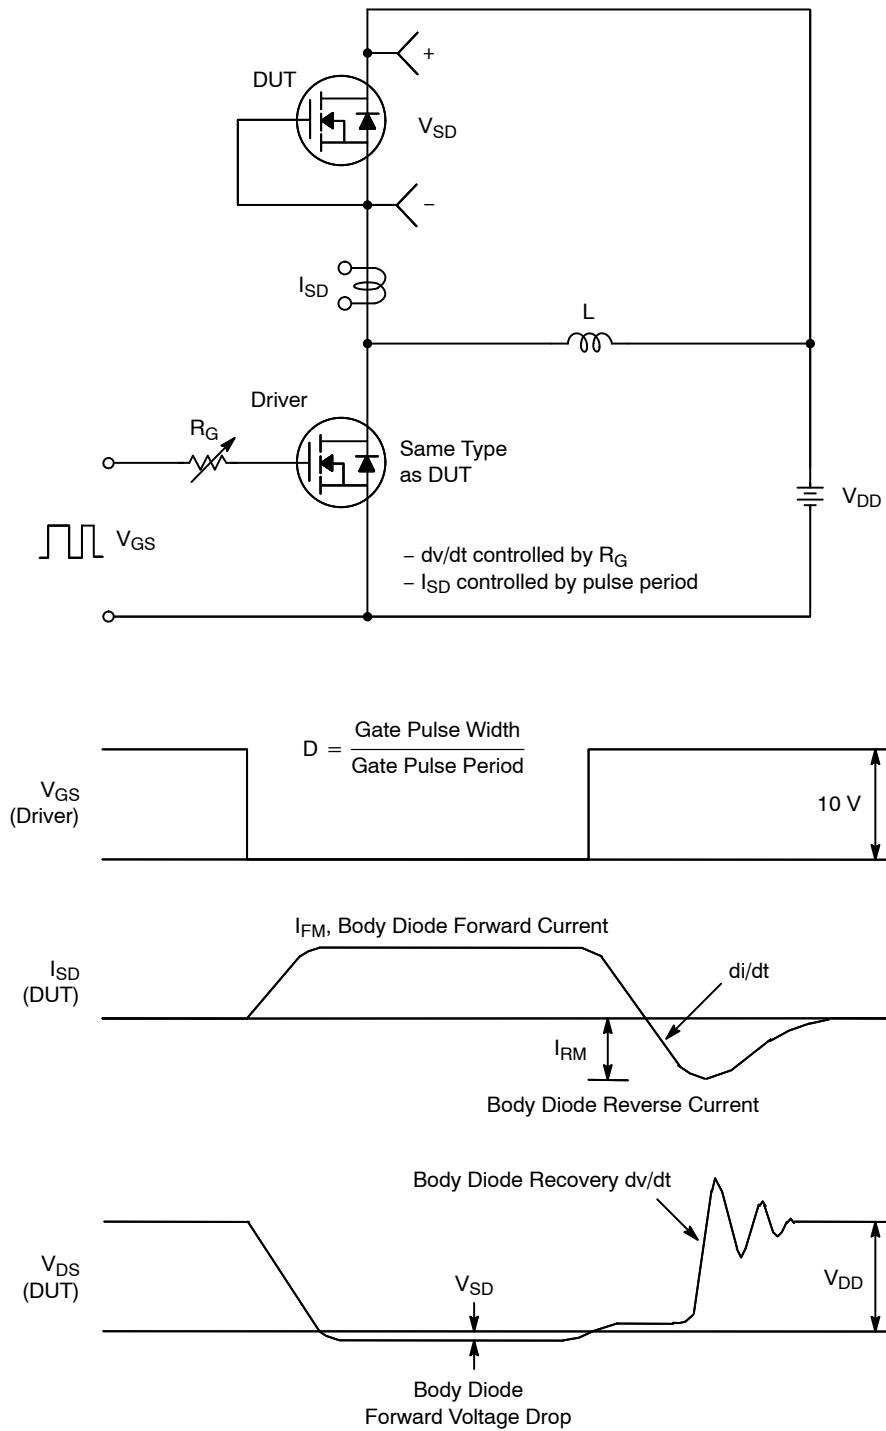 +
DUT
V_SD
−
I_SD
L
Driver
R_G
Same Type
as DUT
V_DD
V_GS
− dv/dt controlled by R_G
− I_SD controlled by pulse period
D = Gate Pulse Width
Gate Pulse Period
V_GS
(Driver)
10 V
I_FM, Body Diode Forward Current
I_SD
(DUT)
di/dt
I_RM
Body Diode Reverse Current
Body Diode Recovery dv/dt
V_DS
(DUT)
V_SD
V_DD
Body Diode
Forward Voltage Drop